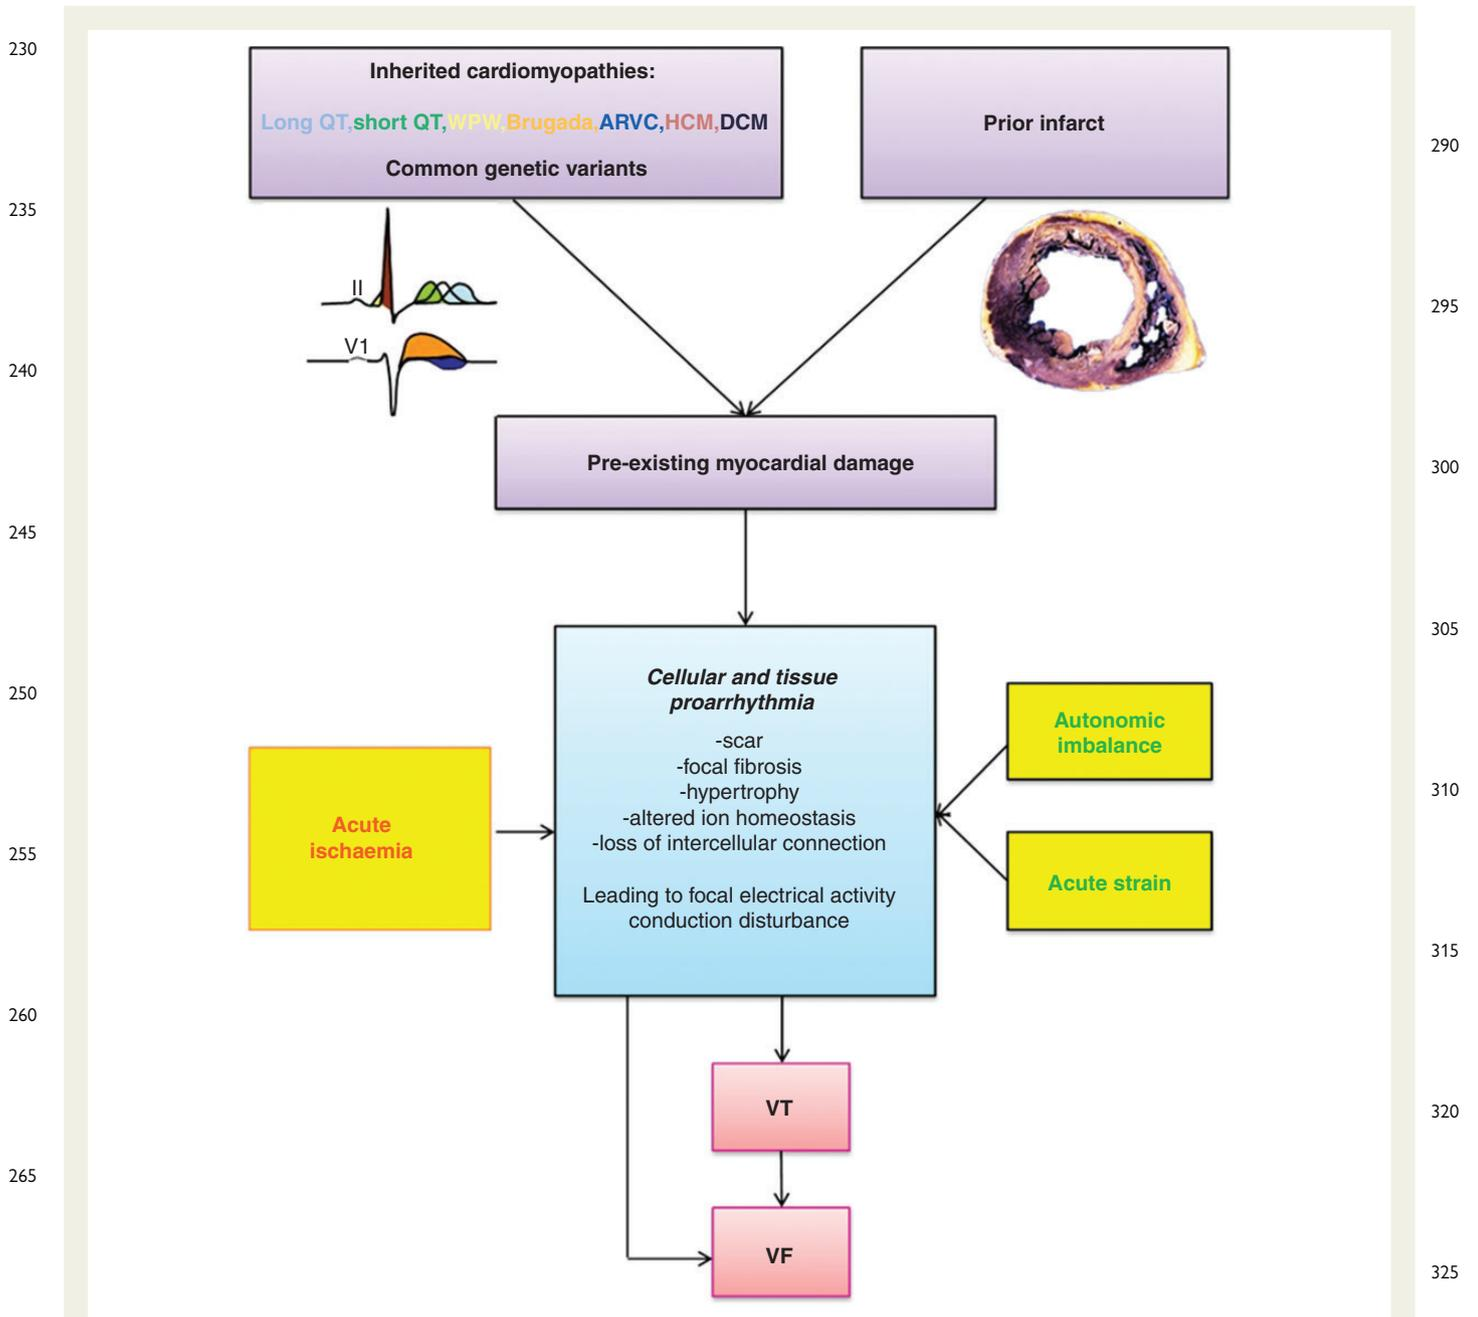 230
235
240
245
250
255
260
265
Inherited cardiomyopathies:
Long QT,short QT,WPW,Brugada,ARVC,HCM,DCM
Common genetic variants
Prior infarct
II
V1
Pre-existing myocardial damage
Cellular and tissue
proarrhythmia
-scar
-focal fibrosis
-hypertrophy
-altered ion homeostasis
-loss of intercellular connection
Leading to focal electrical activity
conduction disturbance
Acute
ischaemia
Autonomic
imbalance
Acute strain
VT
VF
290
295
300
305
310
315
320
325